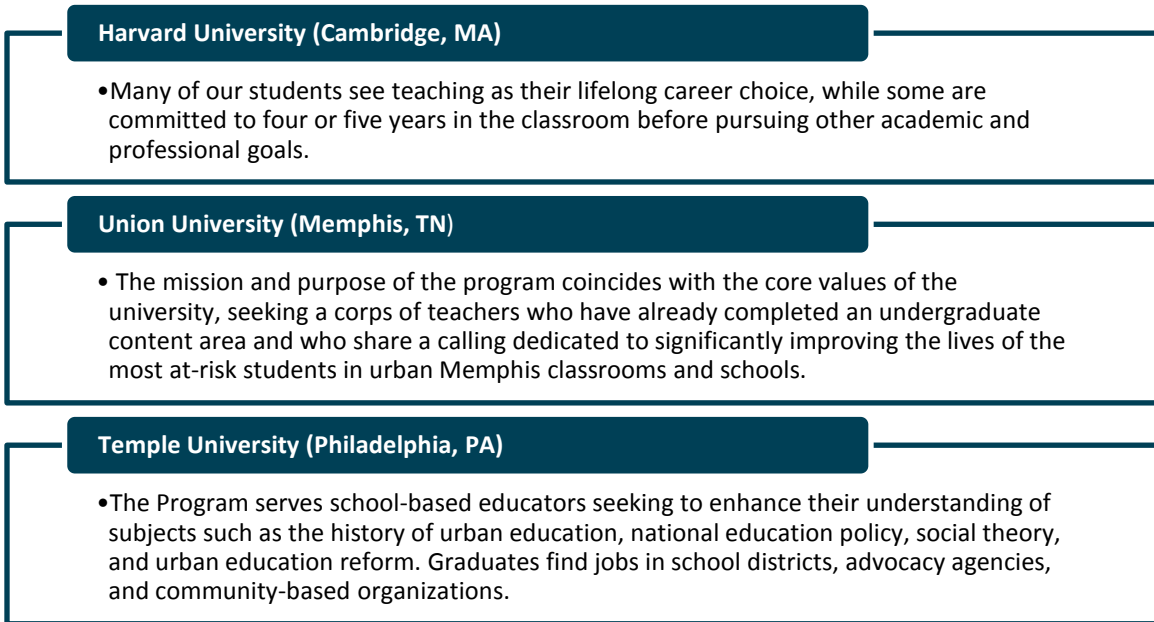 Harvard University (Cambridge, MA)
•Many of our students see teaching as their lifelong career choice, while some are
committed to four or five years in the classroom before pursuing other academic and
professional goals.
Union University (Memphis, TN)
• The mission and purpose of the program coincides with the core values of the
university, seeking a corps of teachers who have already completed an undergraduate
content area and who share a calling dedicated to significantly improving the lives of the
most at-risk students in urban Memphis classrooms and schools.
Temple University (Philadelphia, PA)
•The Program serves school-based educators seeking to enhance their understanding of
subjects such as the history of urban education, national education policy, social theory,
and urban education reform. Graduates find jobs in school districts, advocacy agencies,
and community-based organizations.